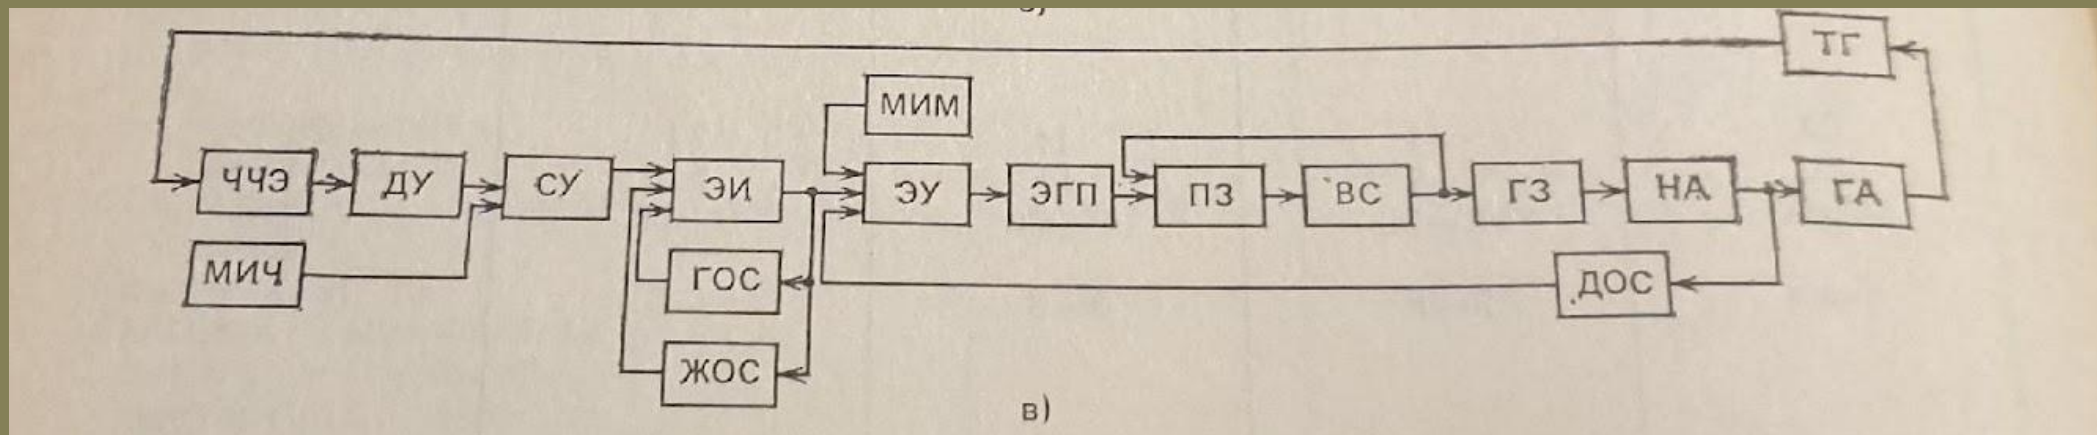 ТГ
МИМ
ЧЧЭ ДУ СУ ЭИ ЭУ ЭГП ПЗ ВС ГЗ НА ГА
МИЧ ГОС ДОС
ЖОС
в)